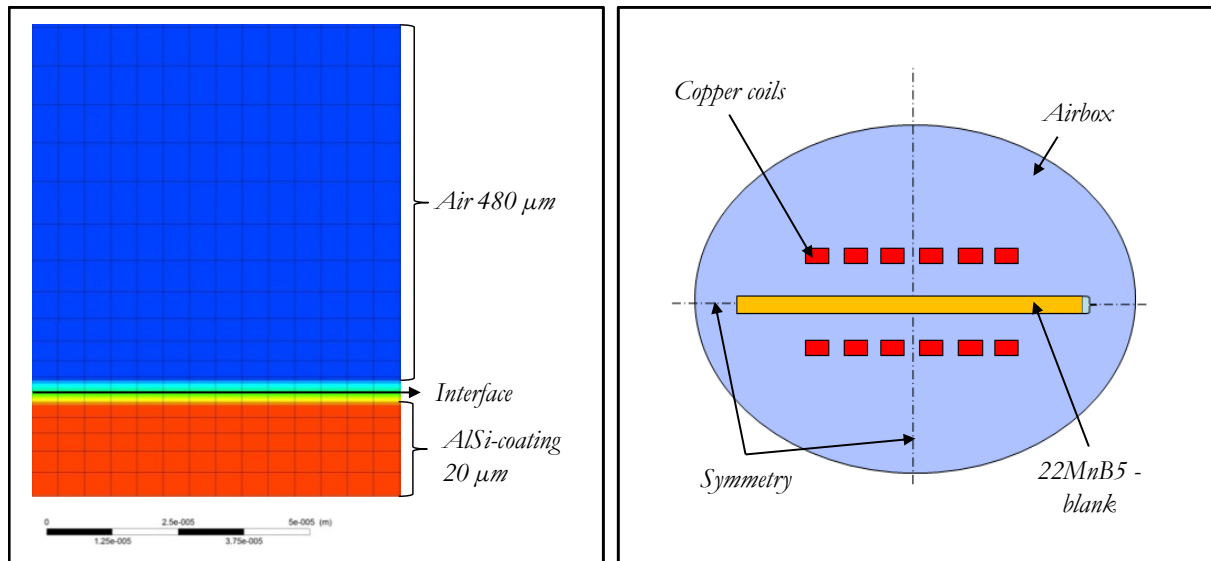 Air 480 µm
Interface
AlSi-coating
20 µm
0
2.5e-005
5e-005 (m)
1.25e-005
3.75e-005
Copper coils
Airbox
Symmetry
22MnB5 -
blank